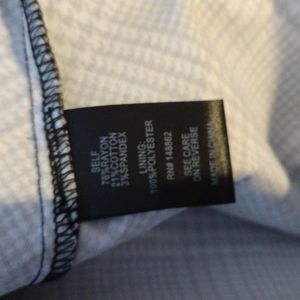 SELF
76%RAYON
21%COTTON
3%SPANDEX
LINING:
100%POLYESTER
RN# 148862
SEE CARE
ON REVERSE
MADE IN CHINA